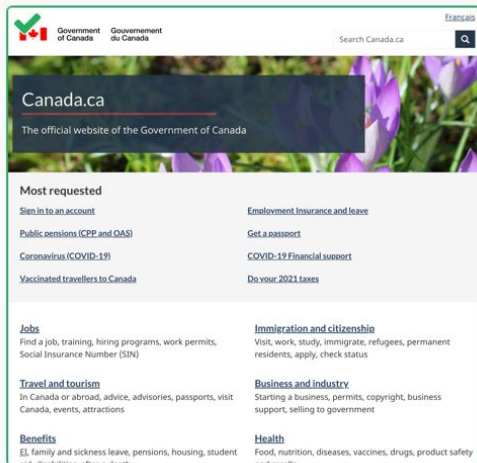 Français
Government of Canada
Gouvernement du Canada
Search Canada.ca
Canada.ca
The official website of the Government of Canada
Most requested
Sign in to an account
Employment Insurance and leave
Public pensions (CPP and OAS)
Get a passport
Coronavirus (COVID-19)
COVID-19 Financial support
Vaccinated travellers to Canada
Do your 2021 taxes
Jobs
Find a job, training, hiring programs, work permits,
Social Insurance Number (SIN)
Immigration and citizenship
Visit, work, study, immigrate, refugees, permanent
residents, apply, check status
Travel and tourism
In Canada or abroad, advice, advisories, passports, visit
Canada, events, attractions
Business and industry
Starting a business, permits, copyright, business
support, selling to government
Benefits
EI, family and sickness leave, pensions, housing, student
Health
Food, nutrition, diseases, vaccines, drugs, product safety